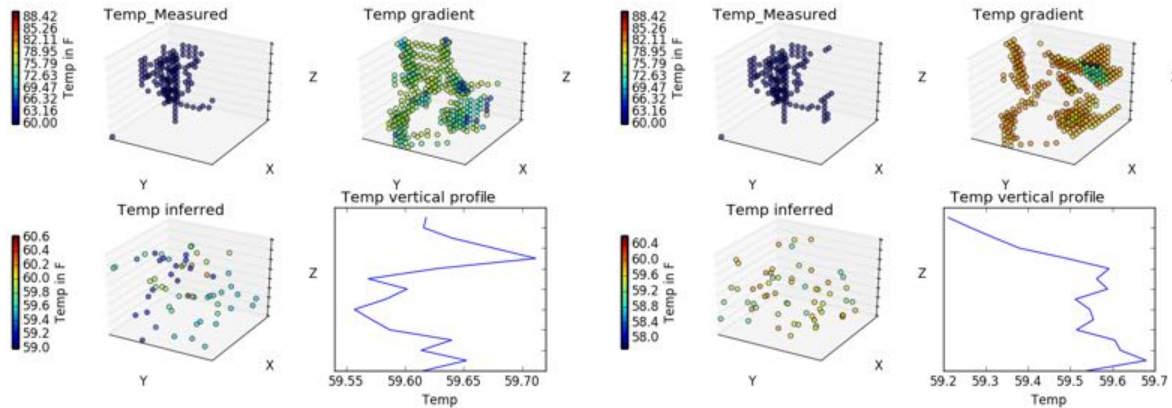 Temp_Measured
Temp gradient
88.42
85.26
82.11
78.95
75.79
72.63
69.47
66.32
63.16
60.00
Temp in F
Z
X
Y
Y
X
Temp inferred
Temp vertical profile
60.6
60.4
60.2
60.0
59.8
59.6
59.4
59.2
59.0
Temp in F
Z
X
Y
59.55
59.60
59.65
59.70
Temp
Temp_Measured
Temp gradient
88.42
85.26
82.11
78.95
75.79
72.63
69.47
66.32
63.16
60.00
Temp in F
Z
Z
X
Y
Y
X
Temp inferred
Temp vertical profile
60.4
60.0
59.6
59.2
58.8
58.4
58.0
Temp in F
Z
X
Y
59.2
59.3
59.4
59.5
59.6
59.7
Temp